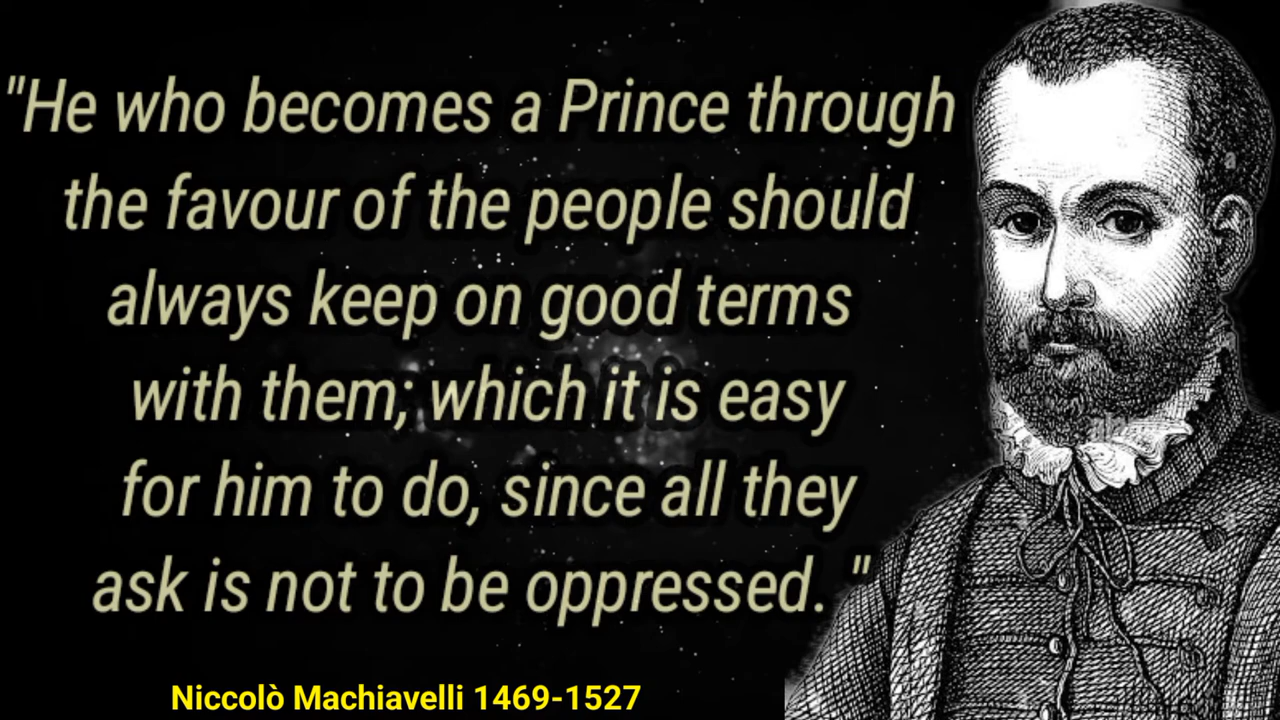 "He who becomes a Prince through
the favour of the people should
always keep on good terms
with them; which it is easy
for him to do, since all they
ask is not to be oppressed. "
Niccolò Machiavelli 1469-1527